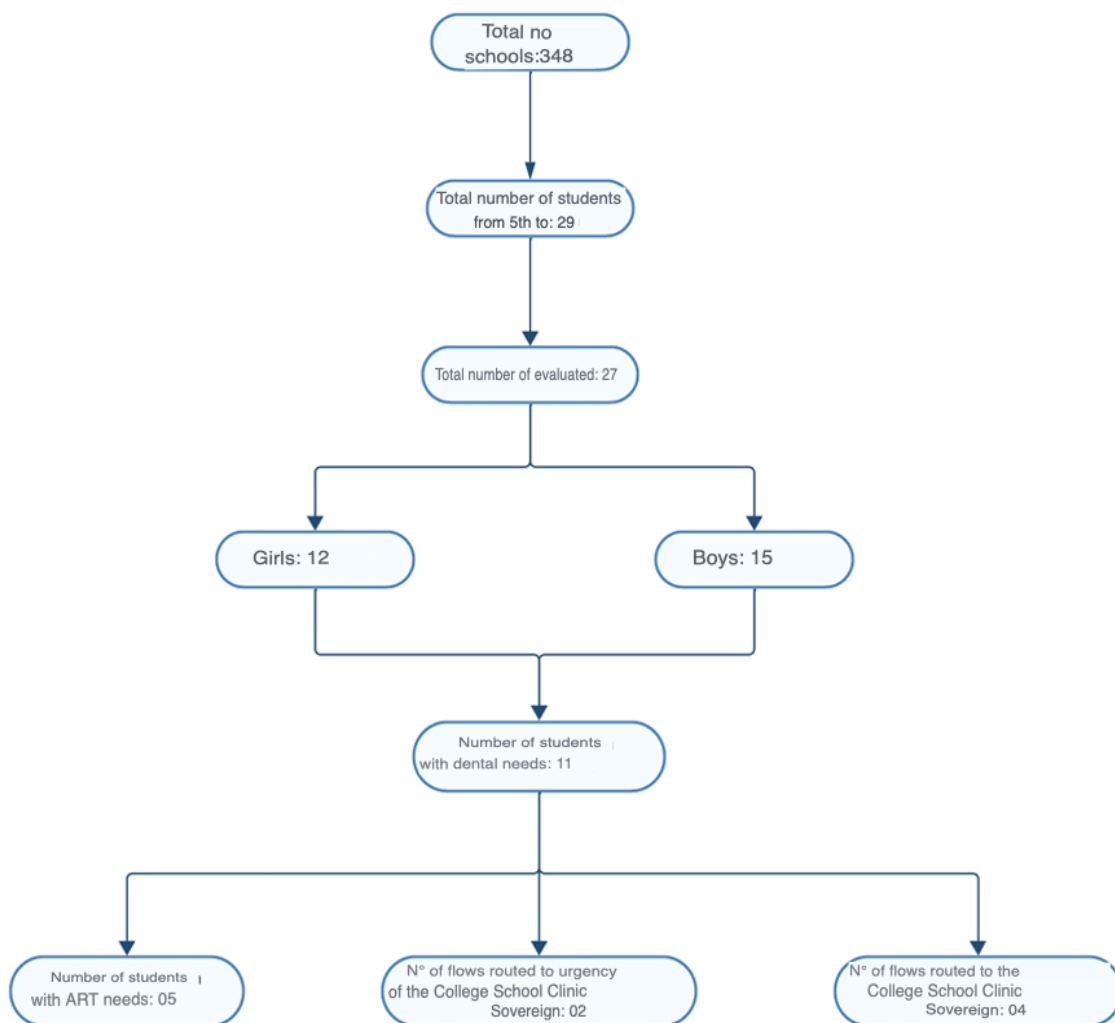 Total no
schools:348
Total number of students
from 5th to: 29
Total number of evaluated: 27
Girls: 12
Boys: 15
Number of students
with dental needs: 11
Number of students
with ART needs: 05
N° of flows routed to urgency
of the College School Clinic
Sovereign: 02
N° of flows routed to the
College School Clinic
Sovereign: 04